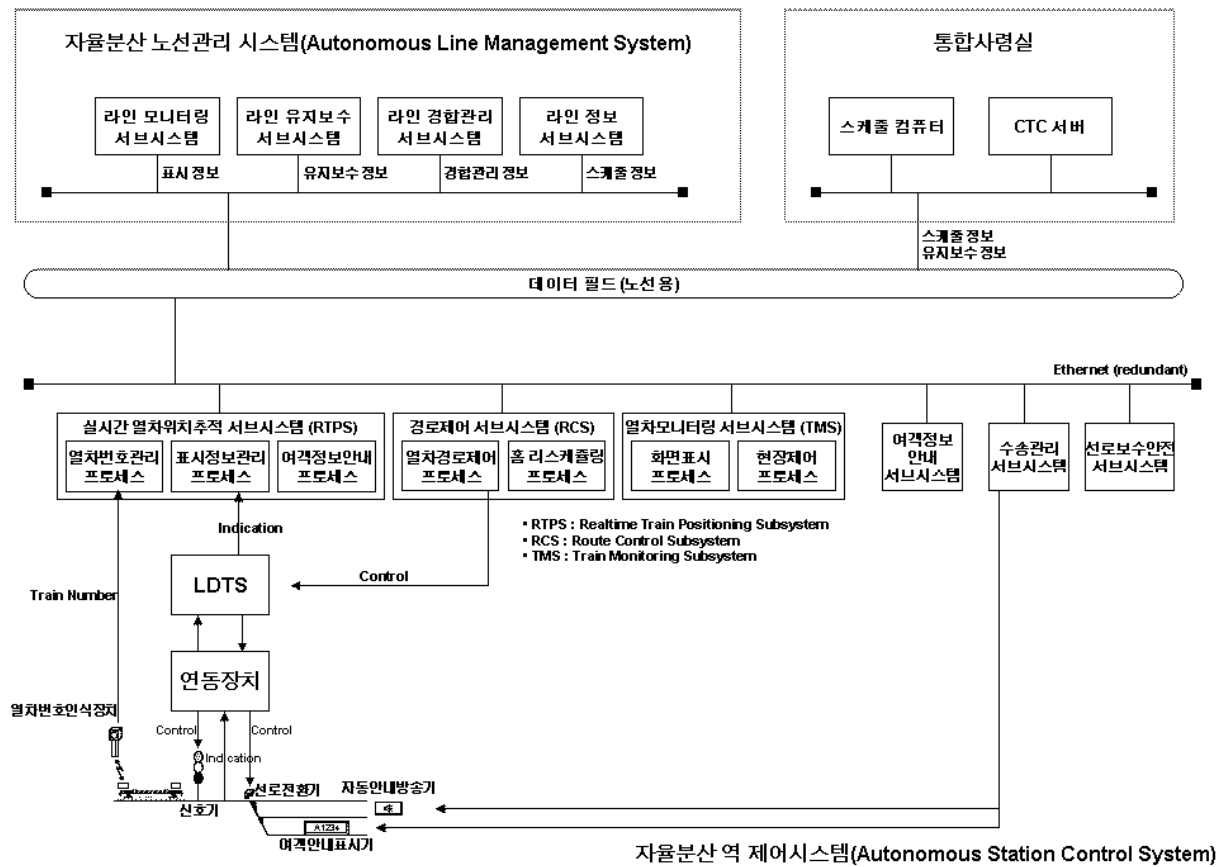 자율분산 노선관리 시스템(Autonomous Line Management System)
통합사령실
라인 모니터링
서브시스템
라인 유지보수
서브시스템
라인 경합관리
서브시스템
라인 정보
서브시스템
스케줄 컴퓨터
CTC 서버
표시 정보
유지보수 정보
경합관리 정보
스케줄 정보
스케줄 정보
유지보수 정보
데이터 필드 (노선용)
Ethernet (redundant)
실시간 열차위치추적 서브시스템 (RTPS)
열차번호관리
프로세스
표시정보관리
프로세스
여객정보안내
프로세스
경로제어 서브시스템 (RCS)
열차경로제어
프로세스
홈 리스케쥴링
프로세스
열차모니터링 서브시스템 (TMS)
화면표시
프로세스
현장제어
프로세스
여객정보
안내
서브시스템
수송관리
서브시스템
선로보수안전
서브시스템
• RTPS : Realtime Train Positioning Subsystem
• RCS : Route Control Subsystem
• TMS : Train Monitoring Subsystem
Indication
Control
LDTS
Train Number
연동장치
열차번호인식장치
Control
Control
Indication
신호기
선로전환기
자동안내방송기
A1234
여객안내표시기
자율분산 역 제어시스템(Autonomous Station Control System)